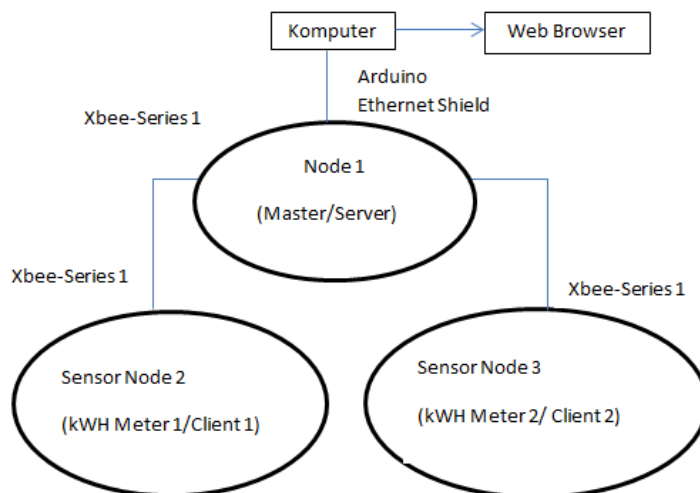 Komputer
Web Browser
Arduino
Ethernet Shield
Xbee-Series 1
Node 1
(Master/Server)
Xbee-Series 1
Xbee-Series 1
Sensor Node 2
(kWH Meter 1/Client 1)
Sensor Node 3
(kWH Meter 2/ Client 2)